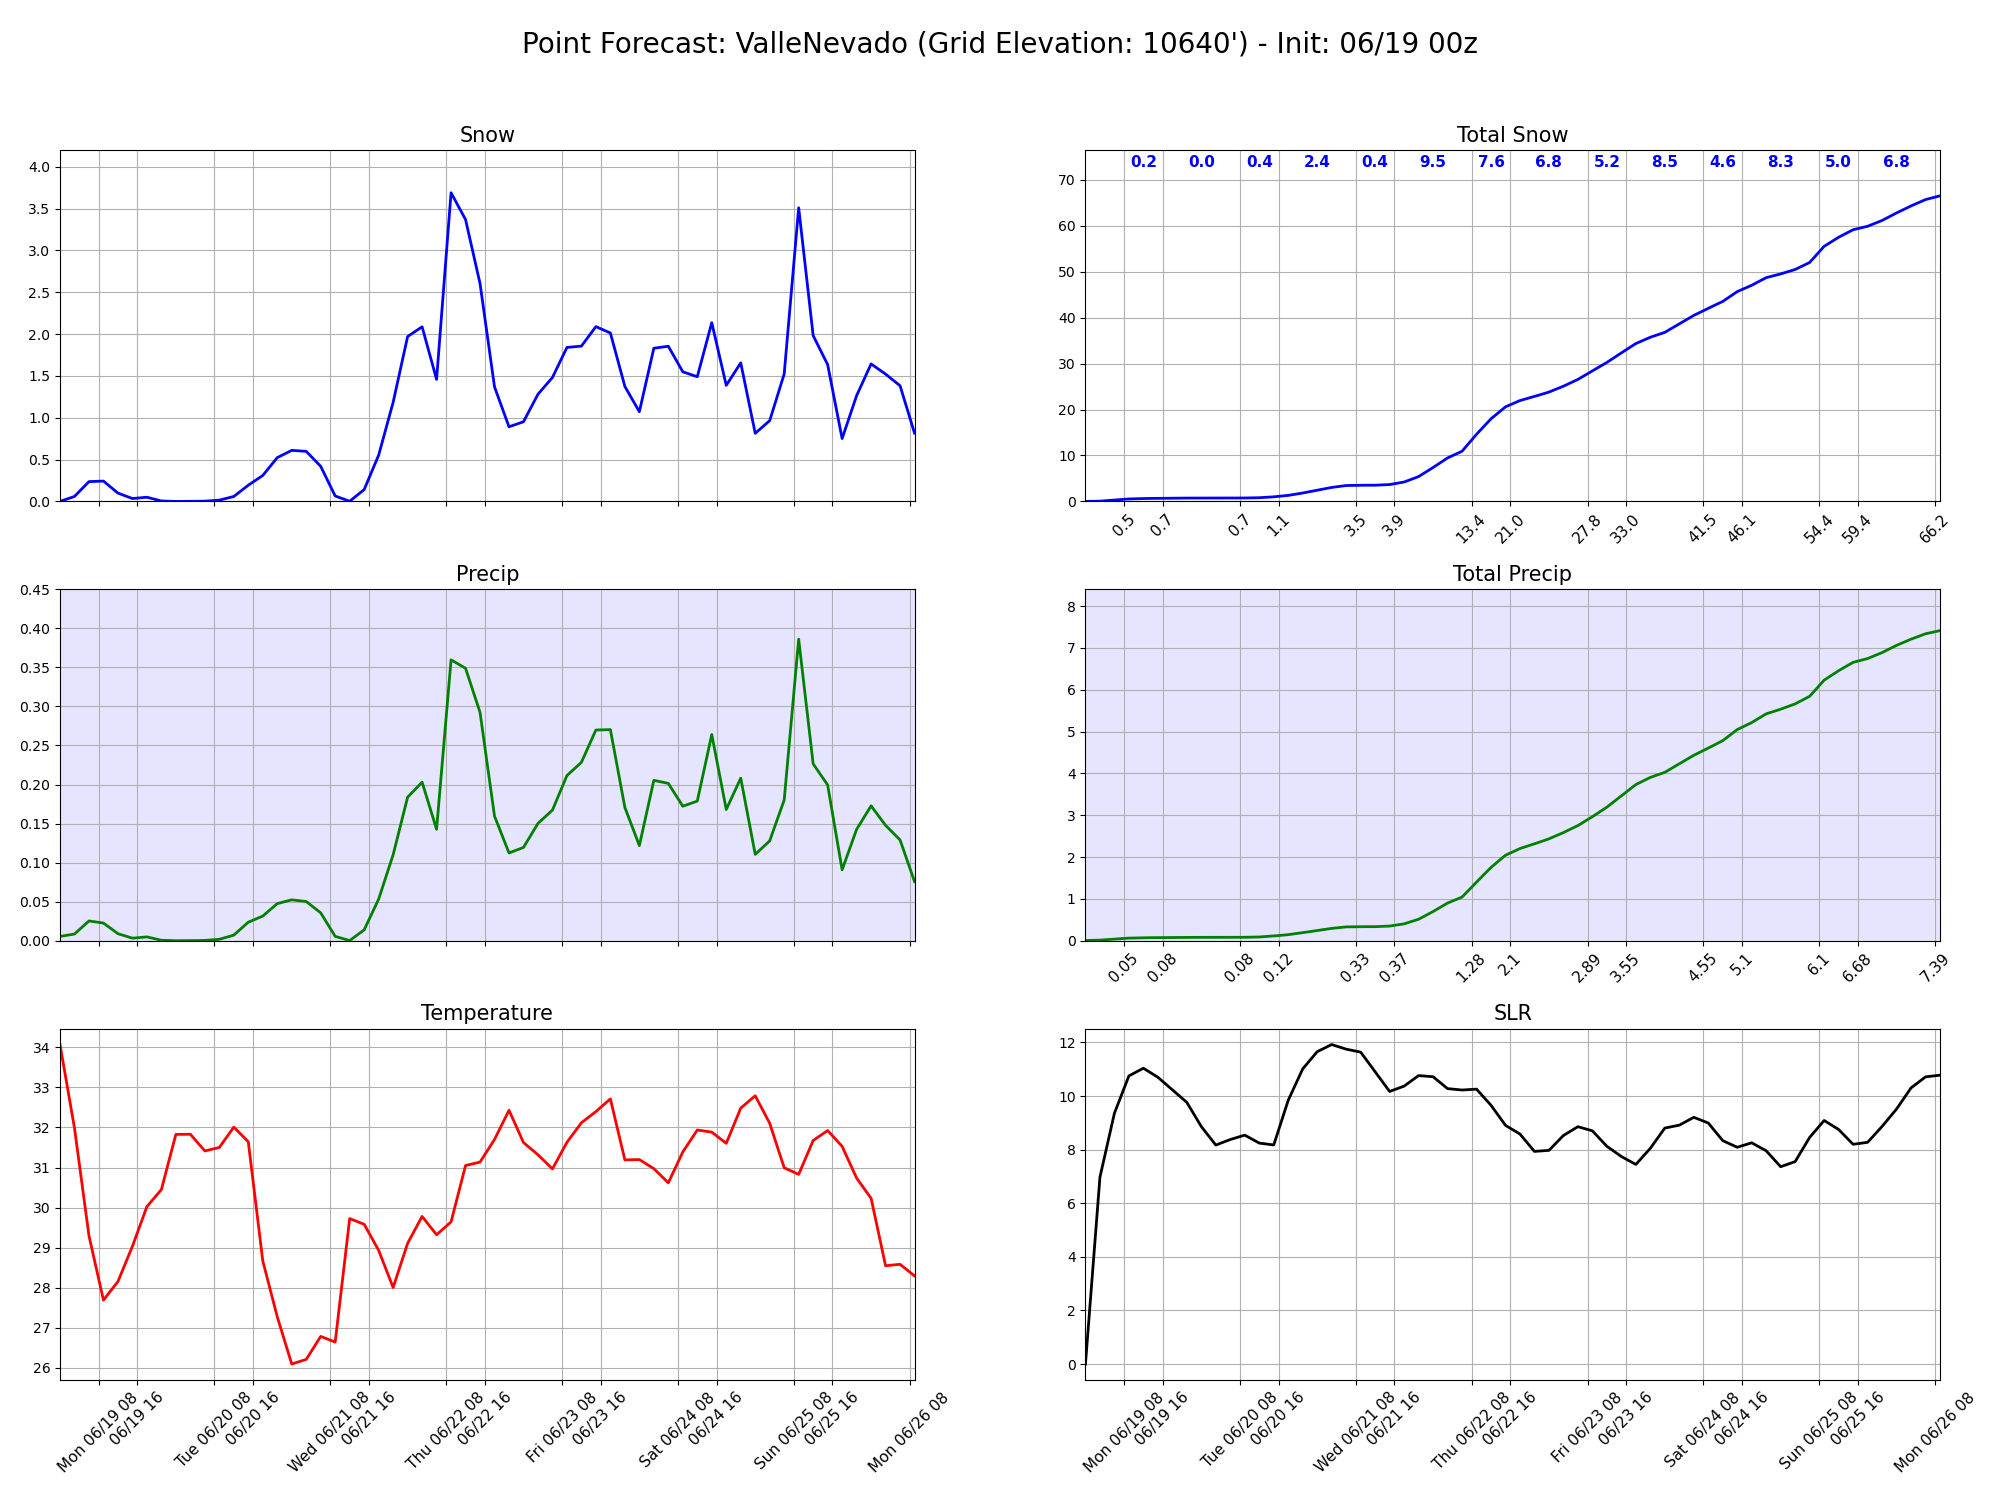 Point Forecast: ValleNevado (Grid Elevation: 10640') - Init: 06/19 00z
Snow
4.0
3.5
3.0
2.5
2.0
1.5
1.0
0.5
0.0
Total Snow
0.2 0.0 0.4 2.4 0.4 9.5 7.6 6.8 5.2 8.5 4.6 8.3 5.0 6.8
70
60
50
40
30
20
10
0
0.5 0.7 0.7 1.1 3.5 3.9 13.4 21.0 27.8 33.0 41.5 46.1 54.4 59.4 66.2
Precip
0.45
0.40
0.35
0.30
0.25
0.20
0.15
0.10
0.05
0.00
Total Precip
8
7
6
5
4
3
2
1
0
0.05 0.08 0.08 0.12 0.33 0.37 1.28 2.1 2.89 3.55 4.55 5.1 6.1 6.68 7.39
Temperature
34
33
32
31
30
29
28
27
26
Mon 06/19 08
06/19 16
Tue 06/20 08
06/20 16
Wed 06/21 08
06/21 16
Thu 06/22 08
06/22 16
Fri 06/23 08
06/23 16
Sat 06/24 08
06/24 16
Sun 06/25 08
06/25 16
Mon 06/26 08
SLR
12
10
8
6
4
2
0
Mon 06/19 08
06/19 16
Tue 06/20 08
06/20 16
Wed 06/21 08
06/21 16
Thu 06/22 08
06/22 16
Fri 06/23 08
06/23 16
Sat 06/24 08
06/24 16
Sun 06/25 08
06/25 16
Mon 06/26 08